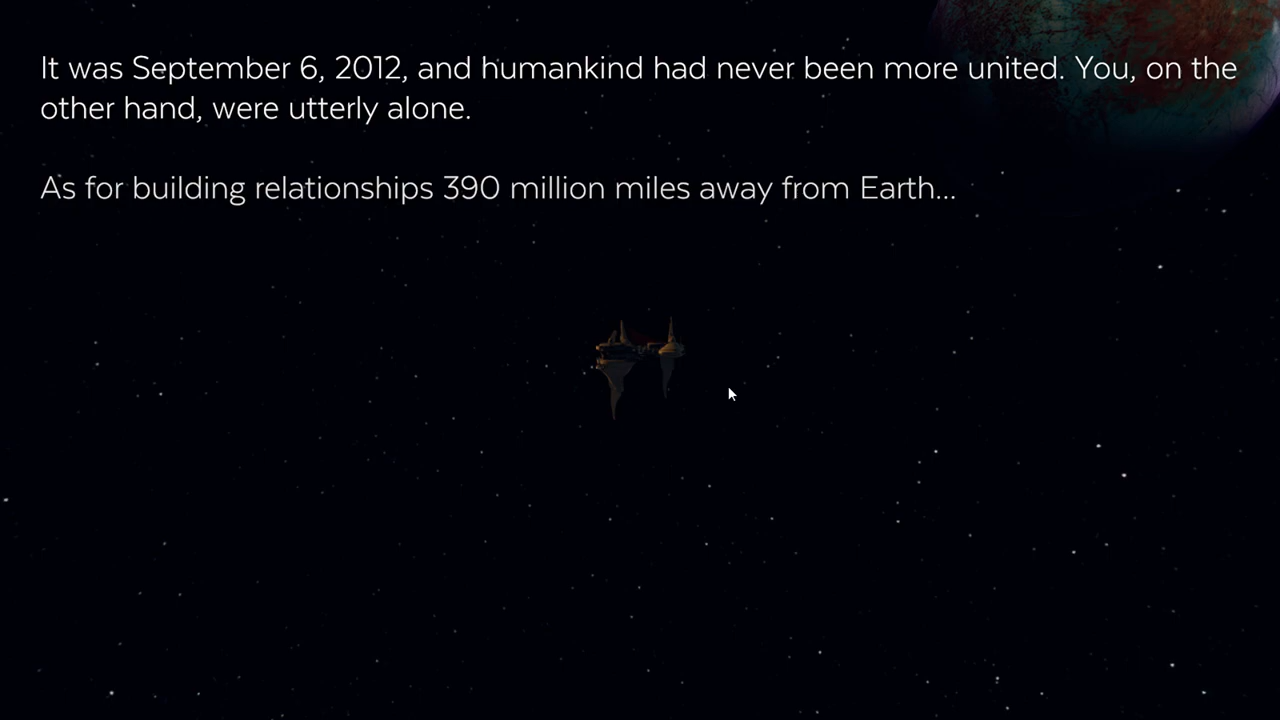 It was September 6, 2012, and humankind had never been more united. You, on the
other hand, were utterly alone.
As for building relationships 390 million miles away from Earth...